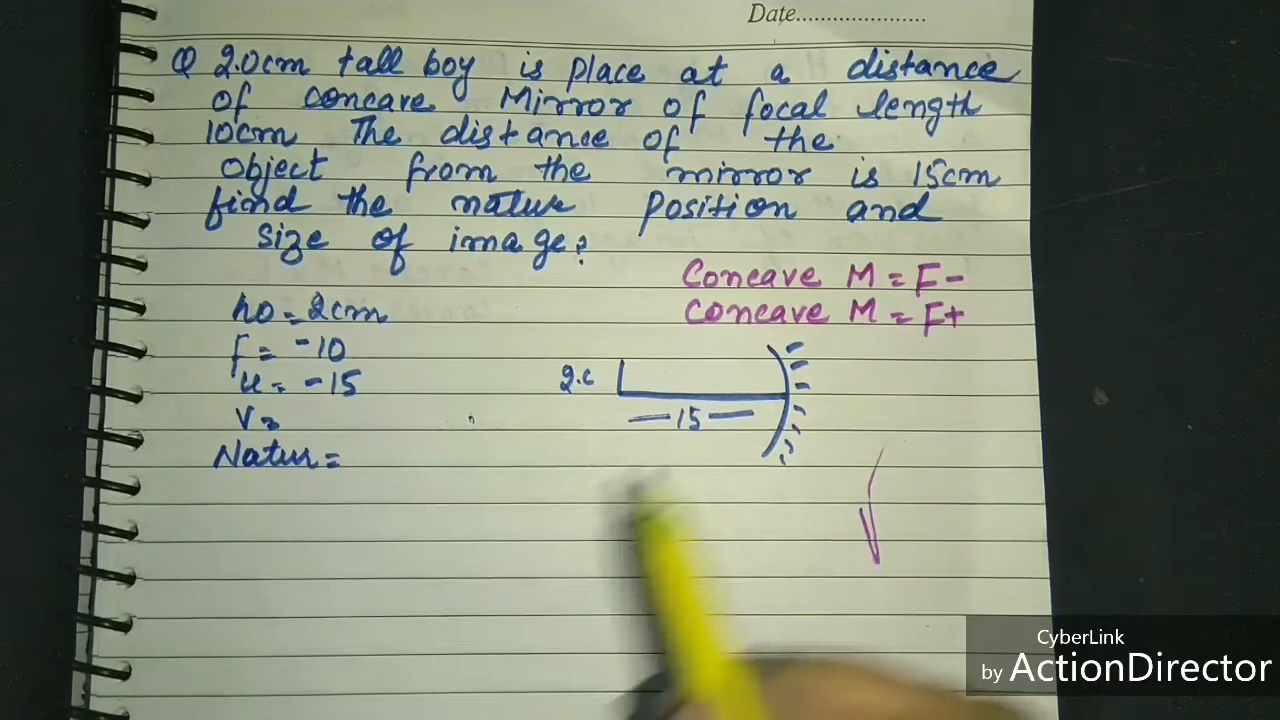 Date.....................
Q 2.0cm tall boy is place at a distance
of concave Mirror of focal length
10cm The distance of the
object from the mirror is 15cm
find the natur position and
size of image?
Concave M = F-
Concave M = F+
ho = 2cm
f = -10
u = -15
V =
Natur =
2.c
15
CyberLink
by ActionDirector